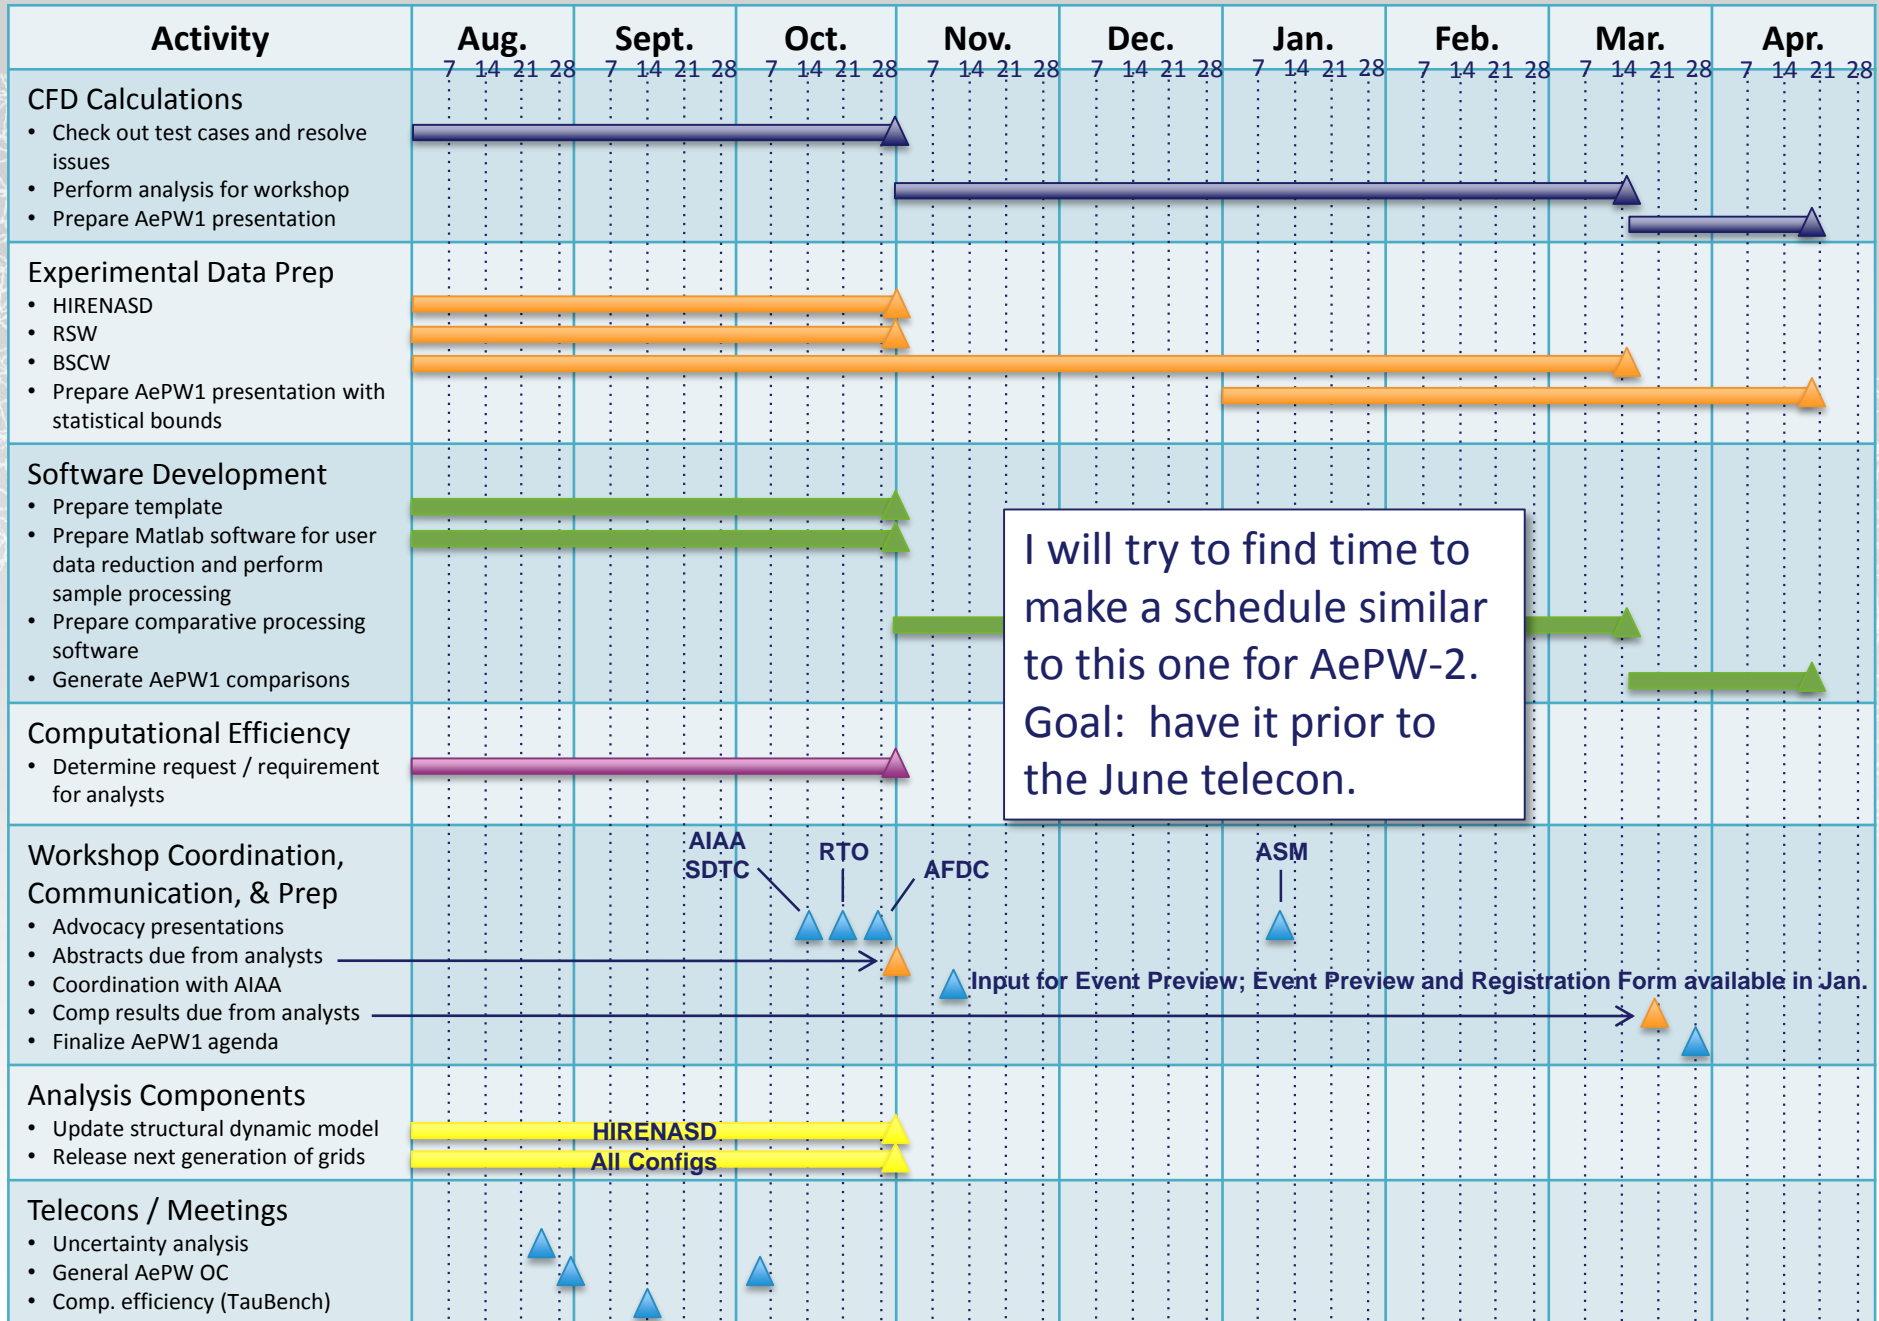 Activity Aug. Sept. Oct. Nov. Dec. Jan. Feb. Mar. Apr.
7 14 21 28 7 14 21 28 7 14 21 28 7 14 21 28 7 14 21 28 7 14 21 28 7 14 21 28 7 14 21 28 7 14 21 28
CFD Calculations
• Check out test cases and resolve
issues
• Perform analysis for workshop
• Prepare AePW1 presentation
Experimental Data Prep
• HIRENASD
• RSW
• BSCW
• Prepare AePW1 presentation with
statistical bounds
Software Development
• Prepare template
• Prepare Matlab software for user
data reduction and perform
sample processing
• Prepare comparative processing
software
• Generate AePW1 comparisons
I will try to find time to
make a schedule similar
to this one for AePW-2.
Goal: have it prior to
the June telecon.
Computational Efficiency
• Determine request / requirement
for analysts
Workshop Coordination,
Communication, & Prep
• Advocacy presentations
• Abstracts due from analysts
• Coordination with AIAA
• Comp results due from analysts
• Finalize AePW1 agenda
AIAA
SDTC
RTO
AFDC
ASM
Input for Event Preview; Event Preview and Registration Form available in Jan.
Analysis Components
• Update structural dynamic model
• Release next generation of grids
HIRENASD
All Configs
Telecons / Meetings
• Uncertainty analysis
• General AePW OC
• Comp. efficiency (TauBench)